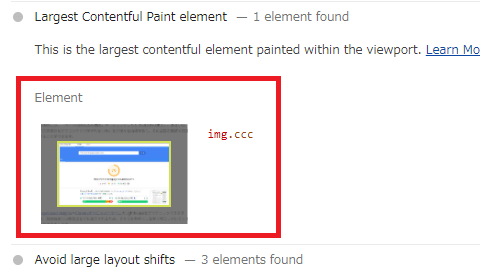 Largest Contentful Paint element — 1 element found
This is the largest contentful element painted within the viewport. Learn Mo
Element
img.ccc
Avoid large layout shifts — 3 elements found